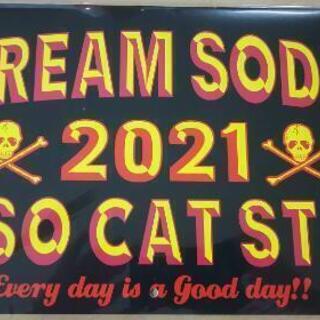 REAM SOD
2021
SO CAT ST
Every day is a Good day!!